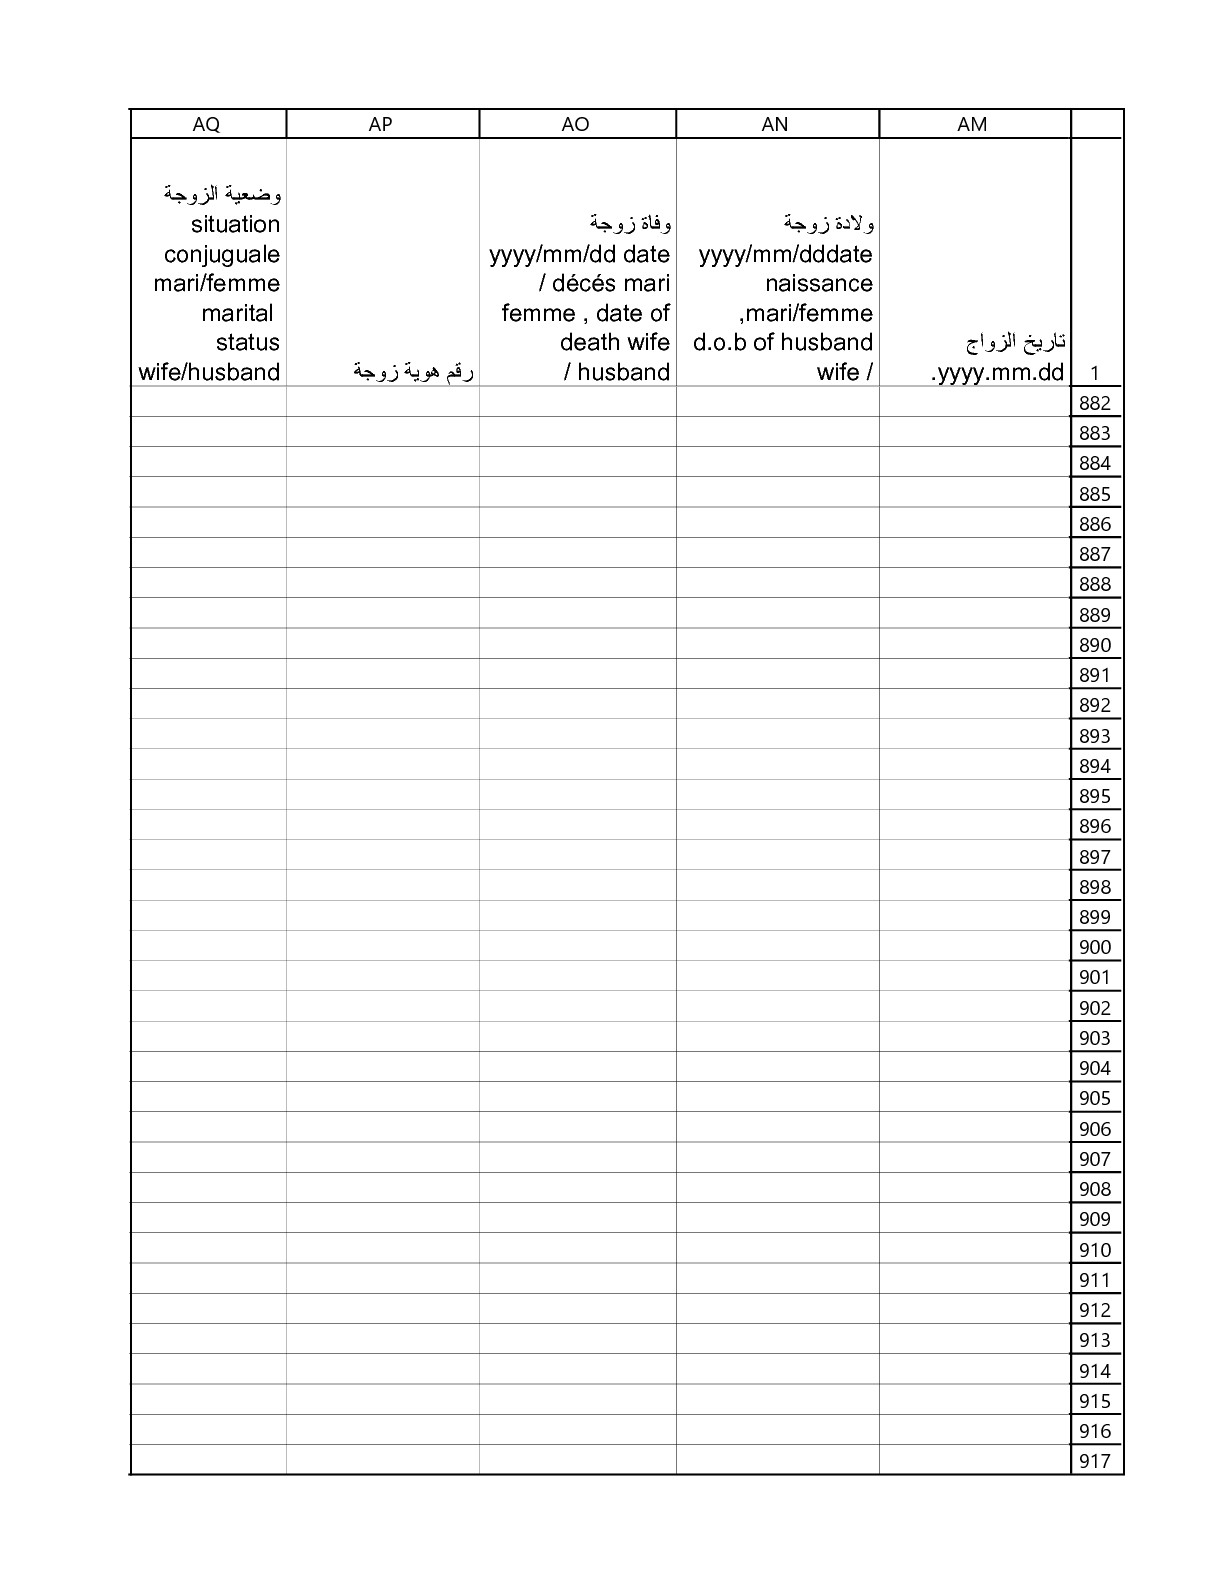 AM
AN
AO
AP
AQ
1
تاريخ الزواج
yyyy.mm.dd.
ولادة زوجة
yyyy/mm/dddate
naissance
mari/femme,
d.o.b of husband
/ wife
وفاة زوجة
yyyy/mm/dd date
décés mari /
femme , date of
death wife
/ husband
رقم هوية زوجة
وضعية الزوجة
situation
conjuguale
mari/femme
marital
status
wife/husband
882
883
884
885
886
887
888
889
890
891
892
893
894
895
896
897
898
899
900
901
902
903
904
905
906
907
908
909
910
911
912
913
914
915
916
917